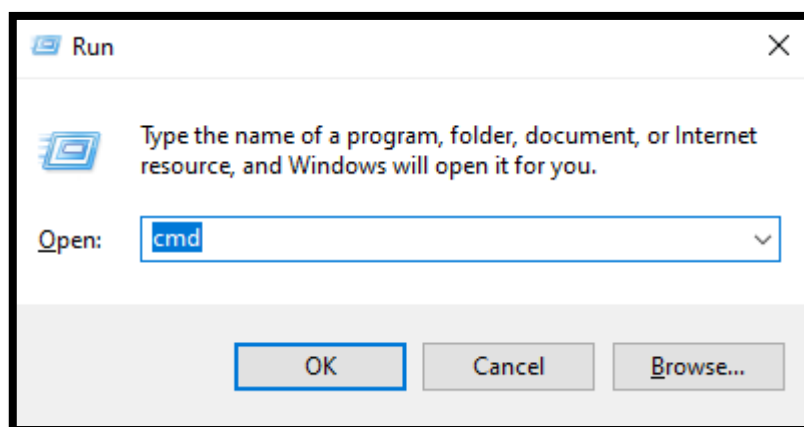 Run
Type the name of a program, folder, document, or Internet
resource, and Windows will open it for you.
Open: cmd
OK Cancel Browse...